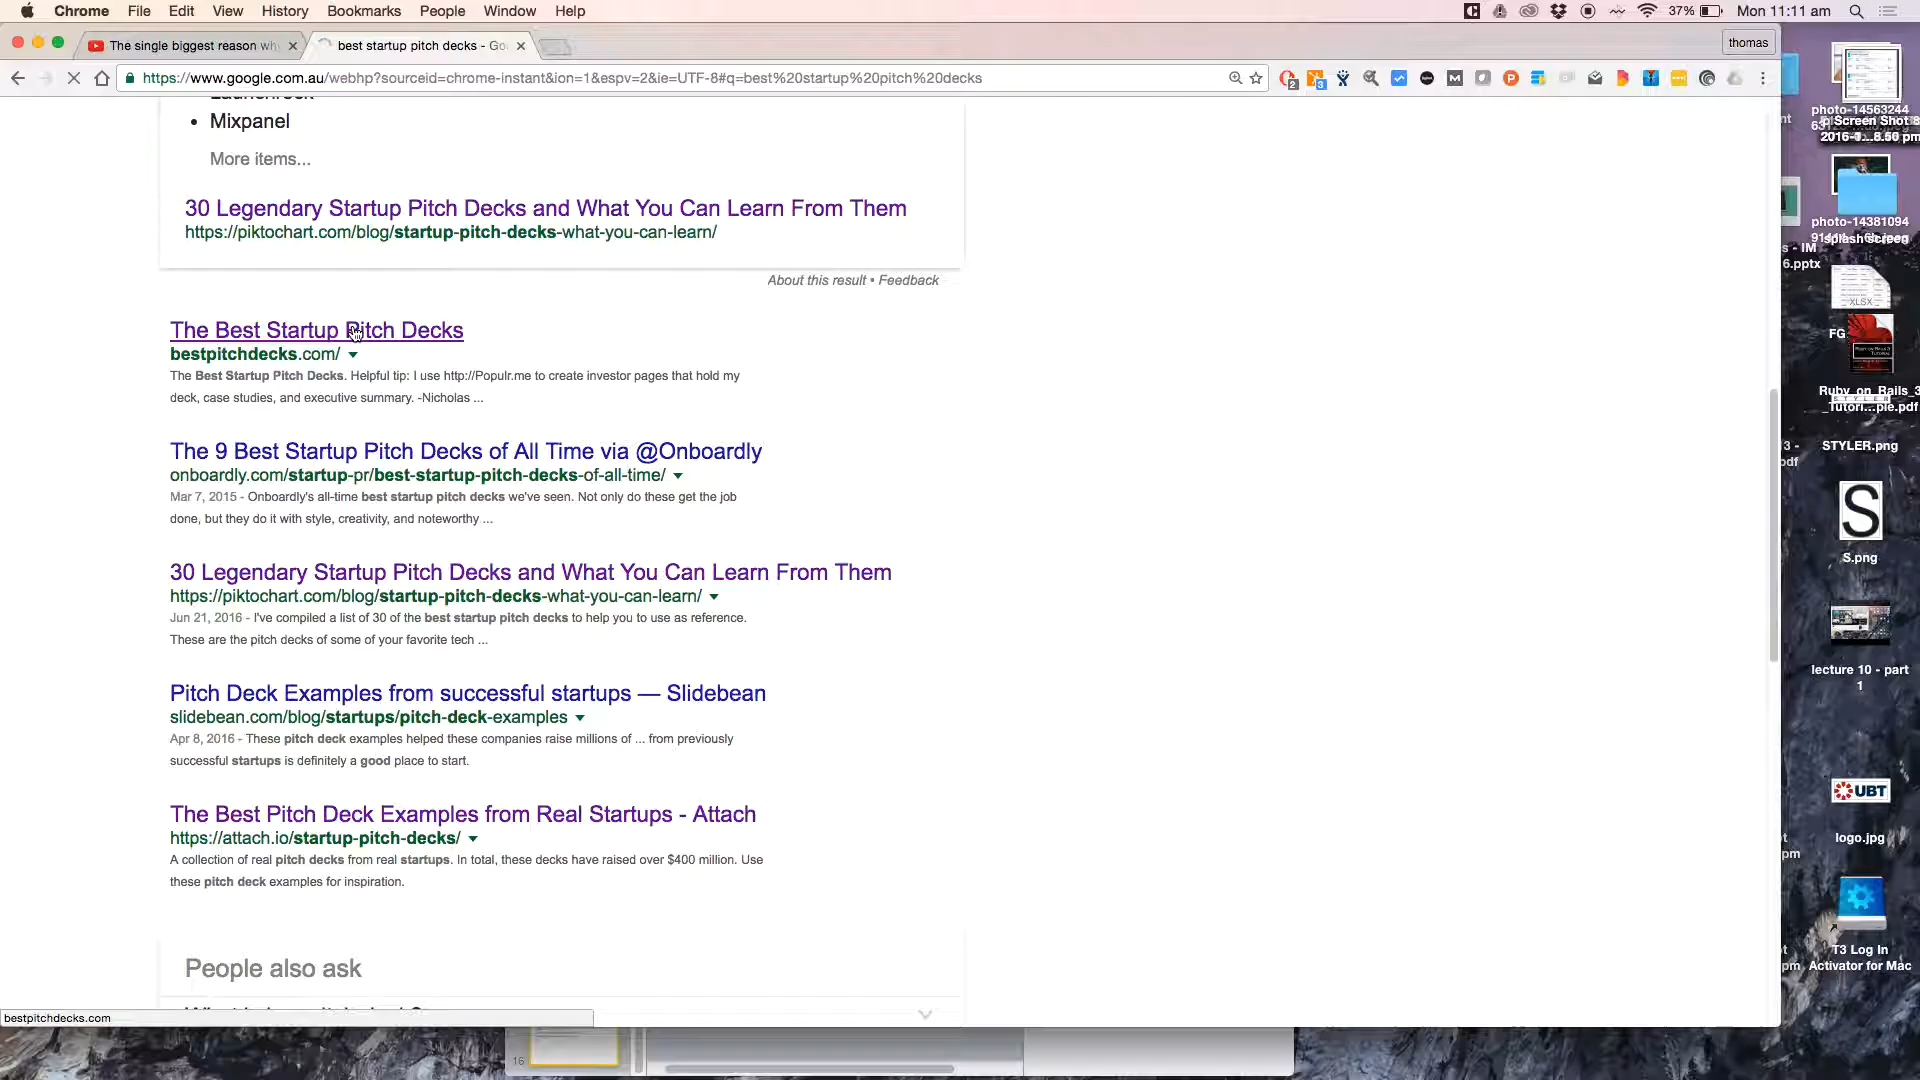 Chrome File Edit View History Bookmarks People Window Help 37% Mon 11:11 am
The single biggest reason wh
best startup pitch decks - Go
thomas
https://www.google.com.au/webhp?sourceid=chrome-instant&ion=1&espv=2&ie=UTF-8#q=best%20startup%20pitch%20decks
Mixpanel
More items...
30 Legendary Startup Pitch Decks and What You Can Learn From Them
https://piktochart.com/blog/startup-pitch-decks-what-you-can-learn/
About this result • Feedback
The Best Startup Pitch Decks
bestpitchdecks.com/
The Best Startup Pitch Decks. Helpful tip: I use http://Populr.me to create investor pages that hold my
deck, case studies, and executive summary. -Nicholas ...
The 9 Best Startup Pitch Decks of All Time via @Onboardly
onboardly.com/startup-pr/best-startup-pitch-decks-of-all-time/
Mar 7, 2015 - Onboardly's all-time best startup pitch decks we've seen. Not only do these get the job
done, but they do it with style, creativity, and noteworthy ...
30 Legendary Startup Pitch Decks and What You Can Learn From Them
https://piktochart.com/blog/startup-pitch-decks-what-you-can-learn/
Jun 21, 2016 - I've compiled a list of 30 of the best startup pitch decks to help you to use as reference.
These are the pitch decks of some of your favorite tech ...
Pitch Deck Examples from successful startups — Slidebean
slidebean.com/blog/startups/pitch-deck-examples
Apr 8, 2016 - These pitch deck examples helped these companies raise millions of ... from previously
successful startups is definitely a good place to start.
The Best Pitch Deck Examples from Real Startups - Attach
https://attach.io/startup-pitch-decks/
A collection of real pitch decks from real startups. In total, these decks have raised over $400 million. Use
these pitch deck examples for inspiration.
People also ask
bestpitchdecks.com
16
photo-14563244
Screen Shot
photo-14381094
splash screen
6.pptx
XLSX
FG
Ruby_on_Rails_3
_Tutori...ple.pdf
STYLER
STYLER.png
S
S.png
lecture 10 - part
1
UBT
logo.jpg
T3 Log In
Activator for Mac